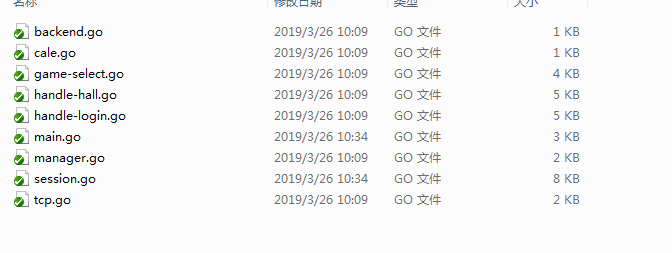 名称 修改日期 类型 大小
backend.go 2019/3/26 10:09 GO 文件 1 KB
cale.go 2019/3/26 10:09 GO 文件 1 KB
game-select.go 2019/3/26 10:09 GO 文件 4 KB
handle-hall.go 2019/3/26 10:09 GO 文件 5 KB
handle-login.go 2019/3/26 10:09 GO 文件 5 KB
main.go 2019/3/26 10:34 GO 文件 3 KB
manager.go 2019/3/26 10:09 GO 文件 2 KB
session.go 2019/3/26 10:34 GO 文件 8 KB
tcp.go 2019/3/26 10:09 GO 文件 2 KB